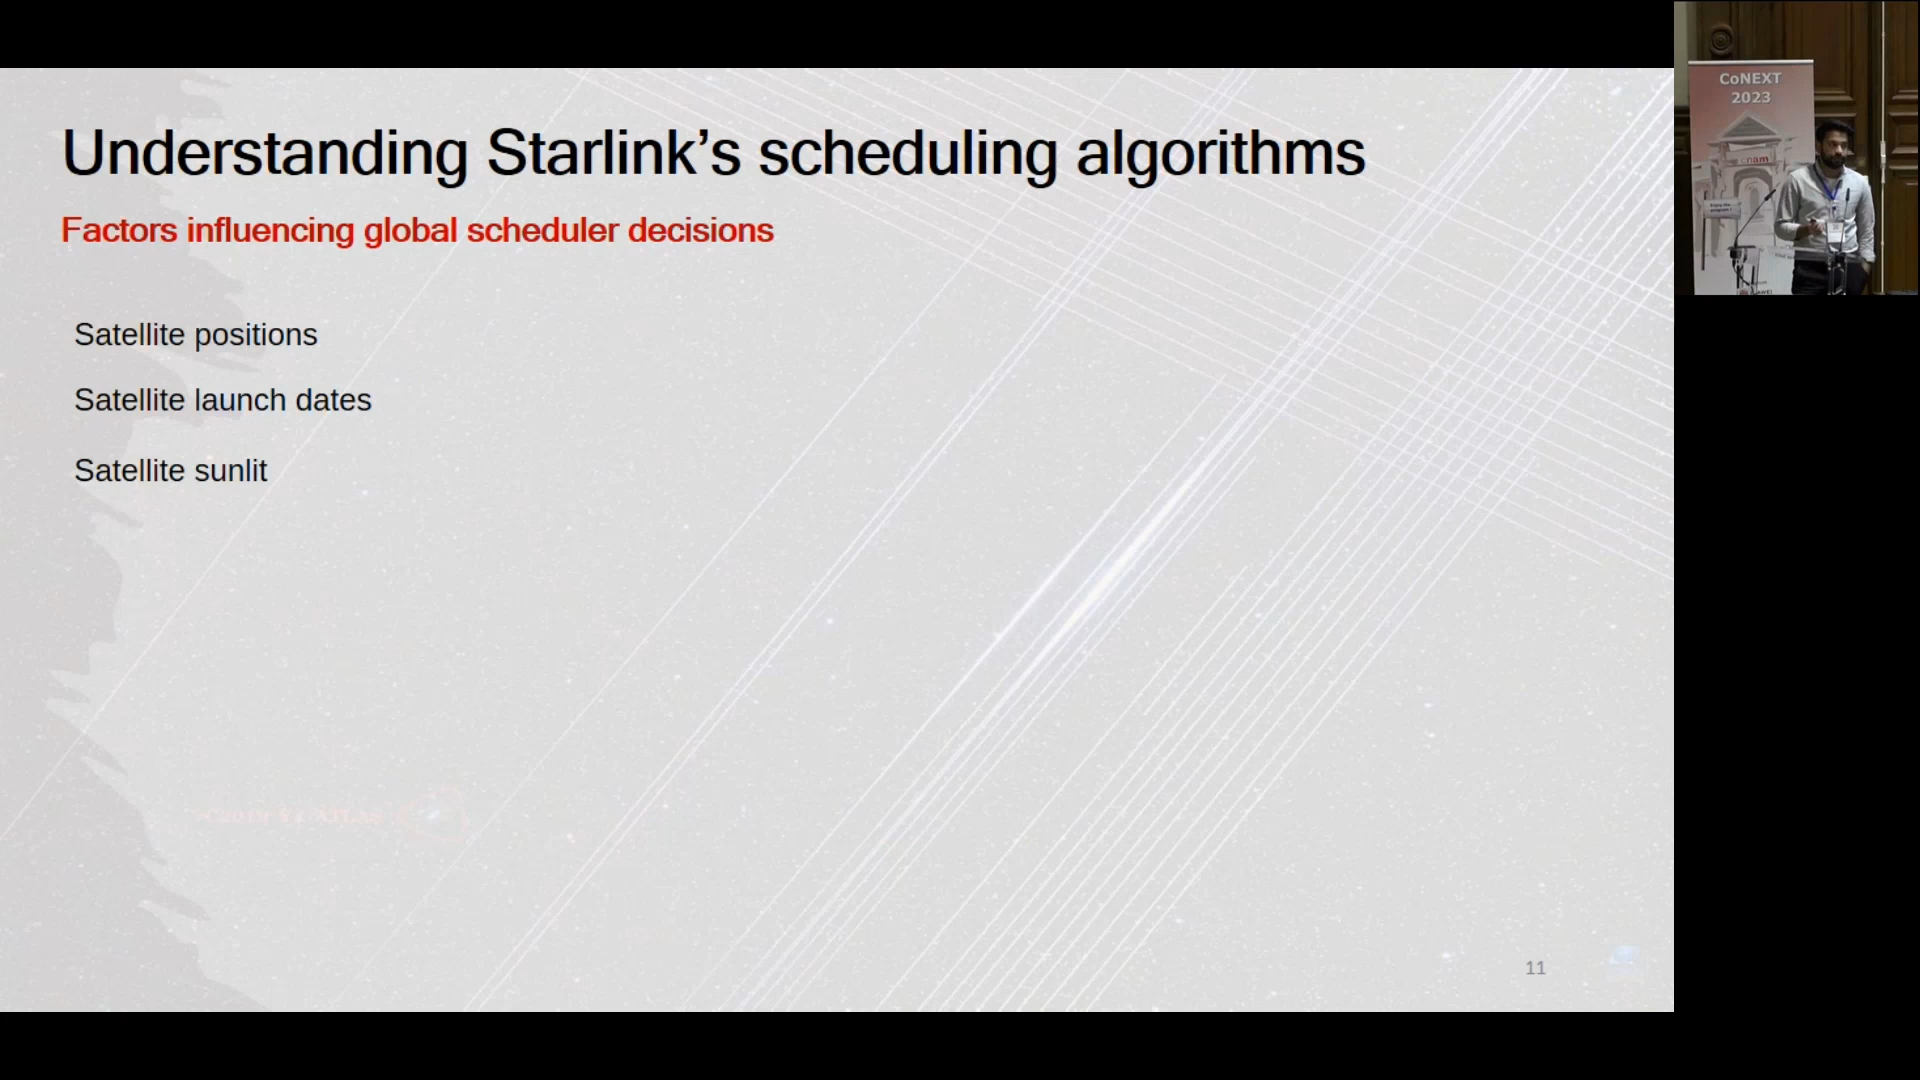 Understanding Starlink’s scheduling algorithms
Factors influencing global scheduler decisions
Satellite positions
Satellite launch dates
Satellite sunlit
11
CoNEXT
2023
cnam